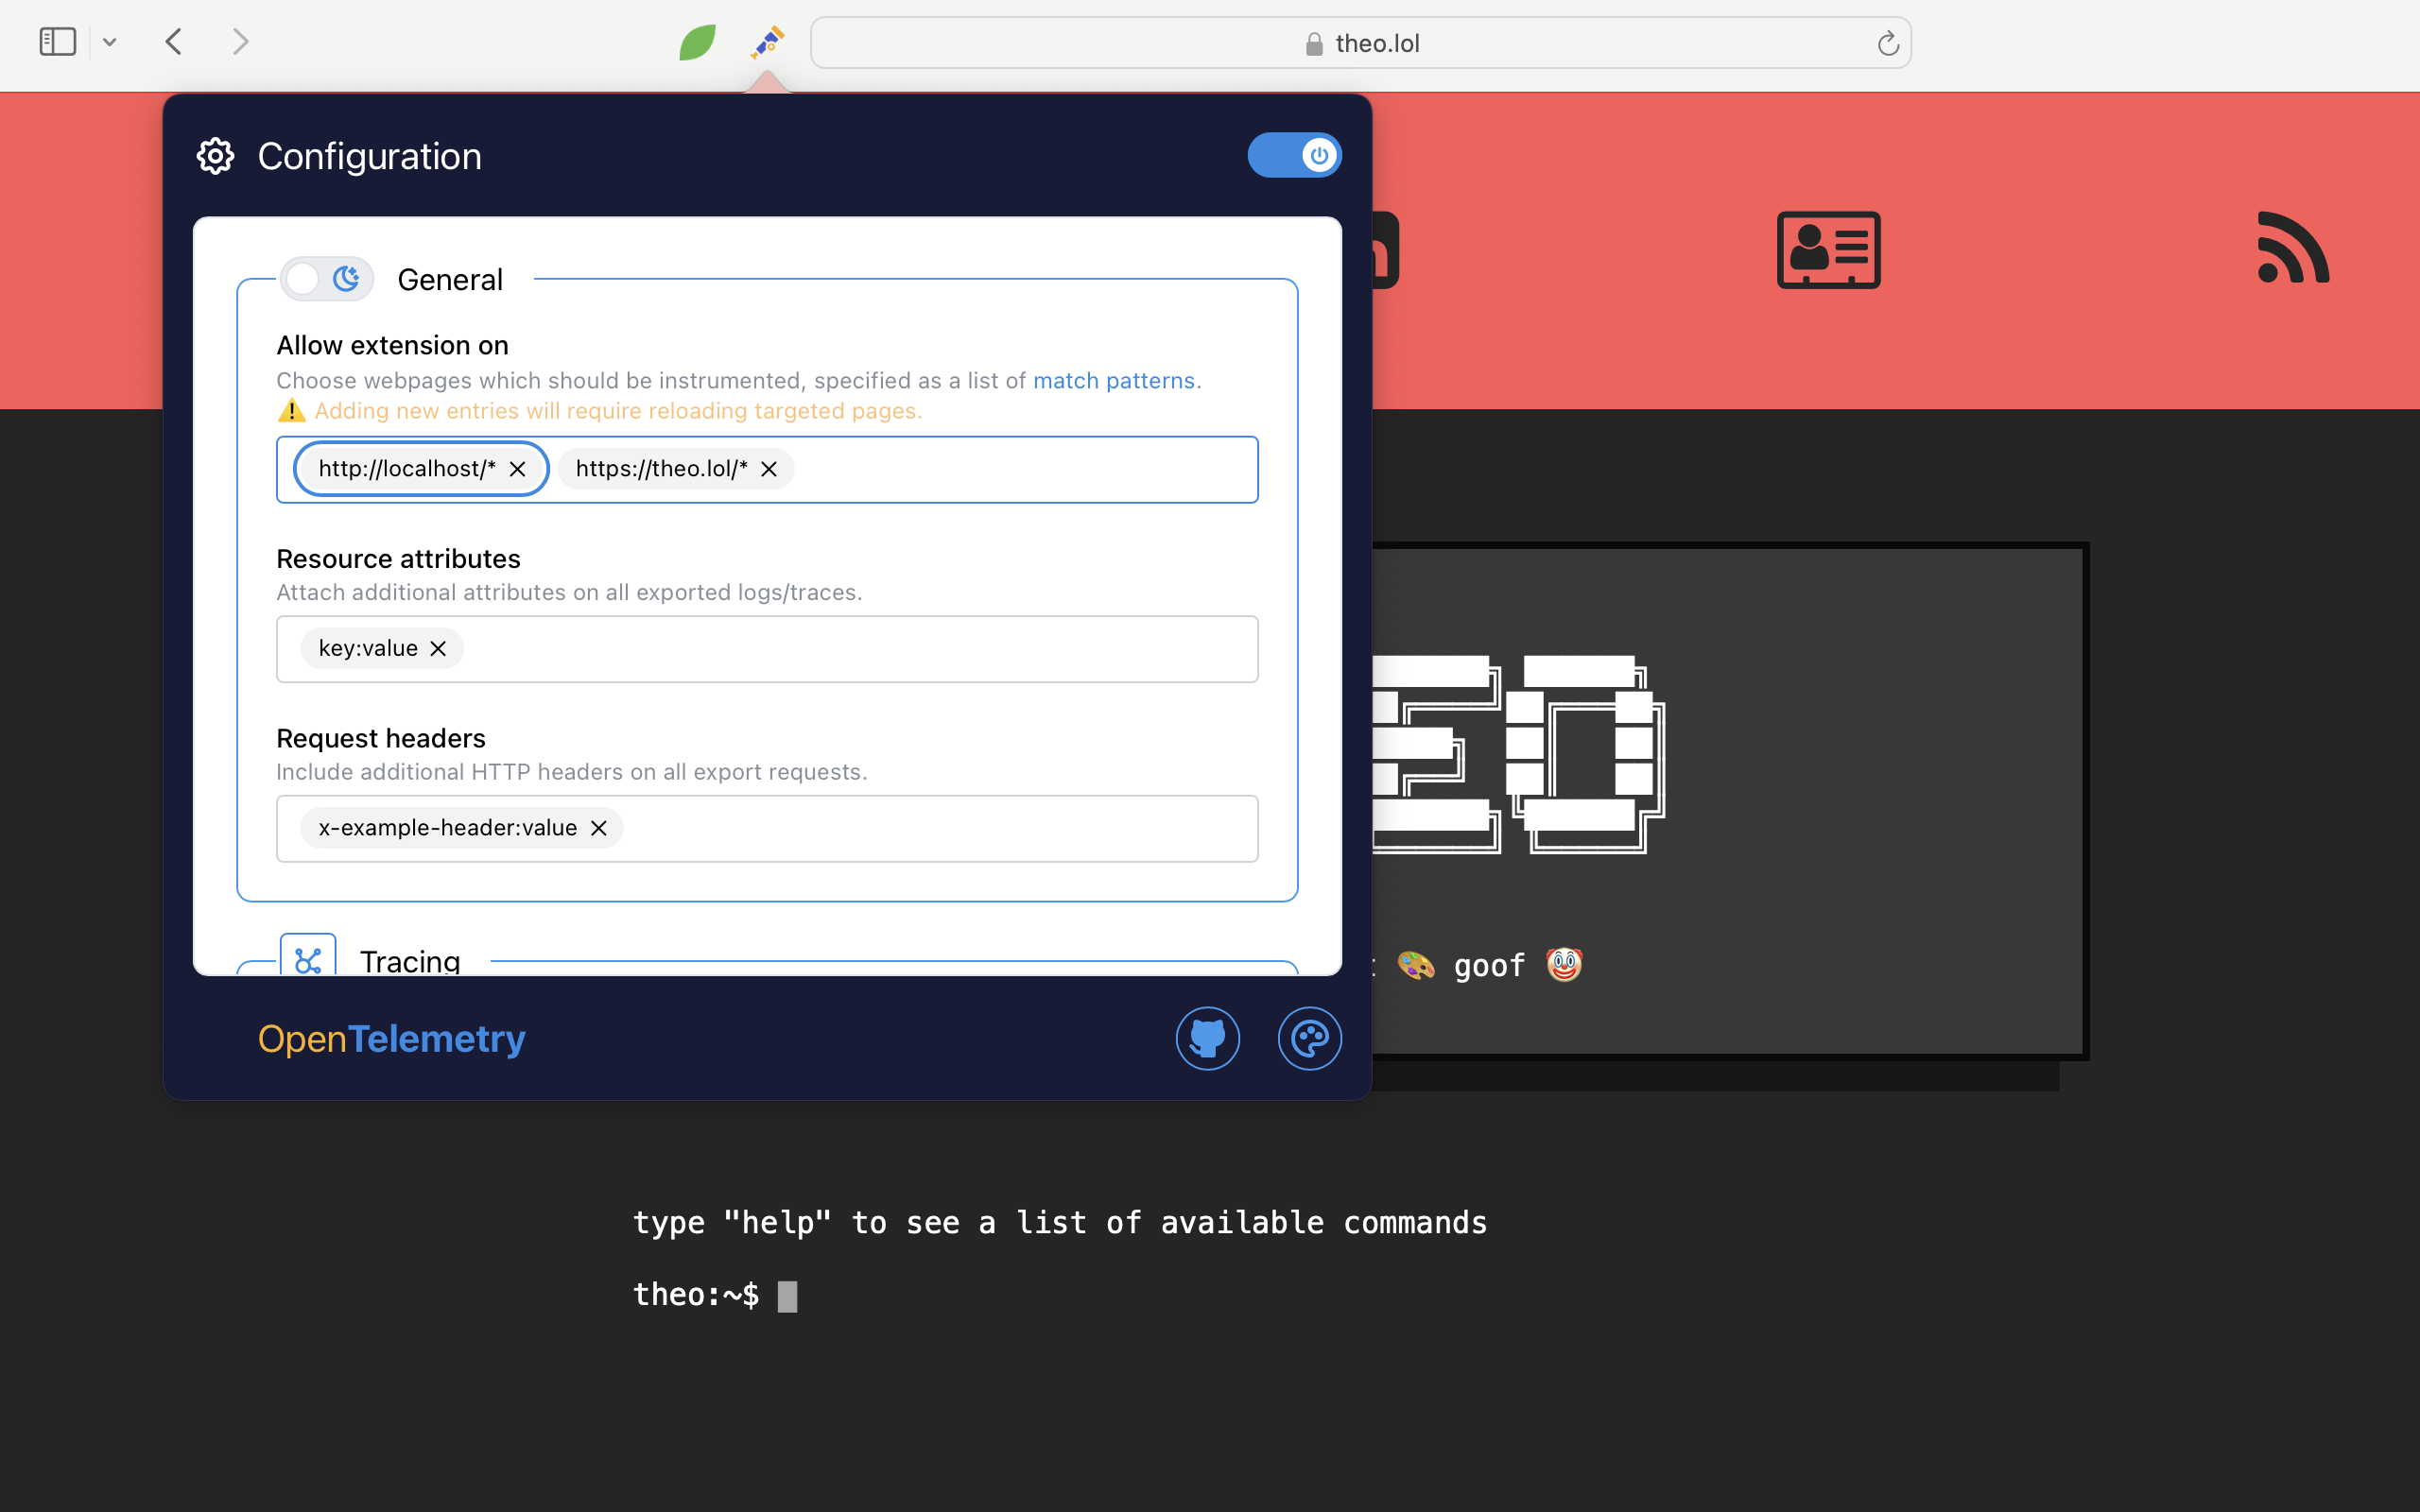 theo.lol
Configuration
General
Allow extension on
Choose webpages which should be instrumented, specified as a list of match patterns.
⚠️ Adding new entries will require reloading targeted pages.
http://localhost/* ✕ https://theo.lol/* ✕
Resource attributes
Attach additional attributes on all exported logs/traces.
key:value ✕
Request headers
Include additional HTTP headers on all export requests.
x-example-header:value ✕
Tracing
OpenTelemetry
EO
🎨 goof 🤡
type "help" to see a list of available commands
theo:~$